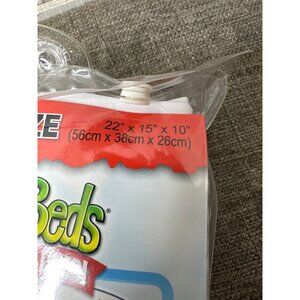 ZE
22" x 15" x 10"
(56cm x 38cm x 26cm)
Beds®